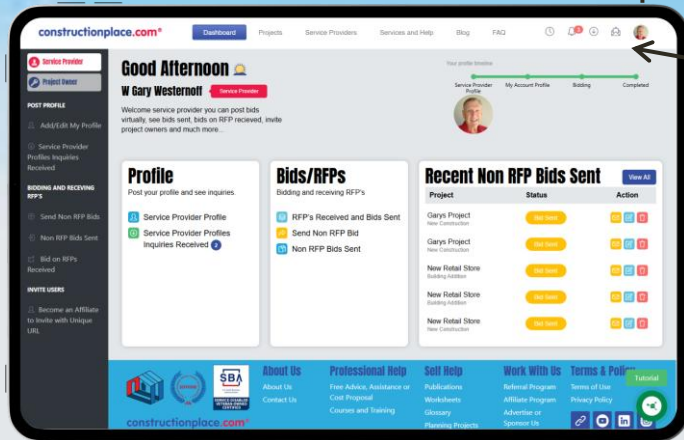 constructionplace.com®
Dashboard
Projects
Service Providers
Services and Help
Blog
FAQ
3
Service Provider
Project Owner
POST PROFILE
Add/Edit My Profile
Service Provider
Profiles Inquiries
Received
BIDDING AND RECEVING
RFP'S
Send Non RFP Bids
Non RFP Bids Sent
Bid on RFPs
Received
INVITE USERS
Become an Affiliate
to Invite with Unique
URL
Good Afternoon
W Gary Westernoff
Service Provider
Welcome service provider you can post bids
virtually, see bids sent, bids on RFP recieved, invite
project owners and much more...
Your profile timeline
Service Provider
Profile
My Account Profile
Bidding
Completed
Profile
Post your profile and see inquiries.
Service Provider Profile
Service Provider Profiles
Inquiries Received 2
Bids/RFPs
Bidding and receiving RFP's
RFP's Received and Bids Sent
Send Non RFP Bid
Non RFP Bids Sent
Recent Non RFP Bids Sent
View All
Project Status Action
Garys Project
New Construction
Bid Sent
Garys Project
New Construction
Bid Sent
New Retail Store
Building Addition
Bid Sent
New Retail Store
Building Addition
Bid Sent
New Retail Store
New Construction
Bid Sent
SBA
SERVICE-DISABLED
VETERAN-OWNED
CERTIFIED
constructionplace.com®
About Us
About Us
Contact Us
Professional Help
Free Advice, Assistance or
Cost Proposal
Courses and Training
Self Help
Publications
Worksheets
Glossary
Planning Projects
Work With Us
Referral Program
Affiliate Program
Advertise or
Sponsor Us
Terms & Policy
Terms of Use
Privacy Policy
Tutorial